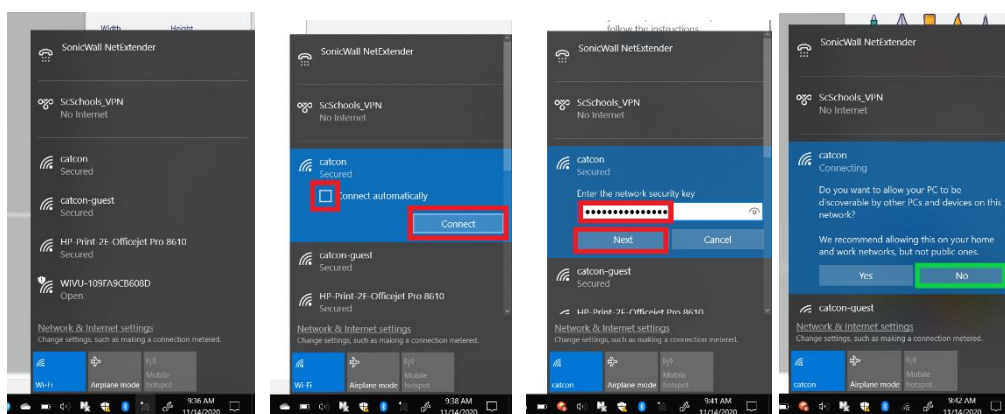 Width Height
SonicWall NetExtender
ScSchools_VPN
No Internet
catcon
Secured
catcon-guest
Secured
HP-Print-2E-Officejet Pro 8610
Secured
WIVU-109FA9CB608D
Open
Network & Internet settings
Change settings, such as making a connection metered.
Wi-Fi
Airplane mode
Mobile
hotspot
9:36 AM
11/14/2020
SonicWall NetExtender
ScSchools_VPN
No Internet
catcon
Secured
Connect automatically
Connect
catcon-guest
Secured
HP-Print-2E-Officejet Pro 8610
Secured
Network & Internet settings
Change settings, such as making a connection metered.
Wi-Fi
Airplane mode
Mobile
hotspot
9:38 AM
11/14/2020
follow the instructions
SonicWall NetExtender
ScSchools_VPN
No Internet
catcon
Secured
Enter the network security key
Next
Cancel
catcon-guest
Secured
HP-Print-2E-Officejet Pro 8610
Network & Internet settings
Change settings, such as making a connection metered.
catcon
Airplane mode
Mobile
hotspot
9:41 AM
11/14/2020
SonicWall NetExtender
ScSchools_VPN
No Internet
catcon
Connecting
Do you want to allow your PC to be
discoverable by other PCs and devices on this
network?
We recommend allowing this on your home
and work networks, but not public ones.
Yes
No
catcon-guest
Network & Internet settings
Change settings, such as making a connection metered.
catcon
Airplane mode
Mobile
hotspot
9:42 AM
11/14/2020